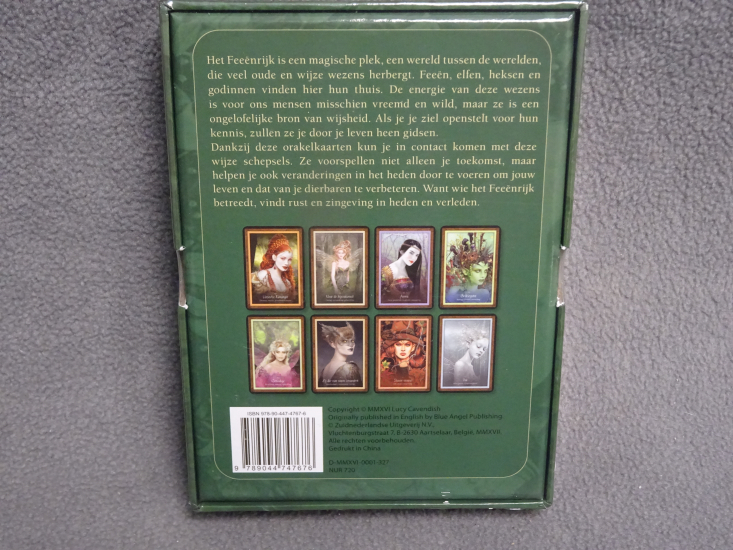 Het Feeënrijk is een magische plek, een wereld tussen de werelden,
die veel oude en wijze wezens herbergt. Feeën, elfen, heksen en
godinnen vinden hier hun thuis. De energie van deze wezens
is voor ons mensen misschien vreemd en wild, maar ze is een
ongelofelijke bron van wijsheid. Als je je ziel openstelt voor hun
kennis, zullen ze je door je leven heen gidsen.
Dankzij deze orakelkaarten kun je in contact komen met deze
wijze schepsels. Ze voorspellen niet alleen je toekomst, maar
helpen je ook veranderingen in het heden door te voeren om jouw
leven en dat van je dierbaren te verbeteren. Want wie het Feeënrijk
betreedt, vindt rust en zingeving in heden en verleden.
ISBN 978-90-447-4767-6
9 789044 747676
Copyright © MMXVI Lucy Cavendish
Originally published in English by Blue Angel Publishing
© Zuidnederlandse Uitgeverij N.V.,
Vluchtenburgstraat 7, B-2630 Aartselaar, België, MMXVII.
Alle rechten voorbehouden.
Gedrukt in China
NUR 720